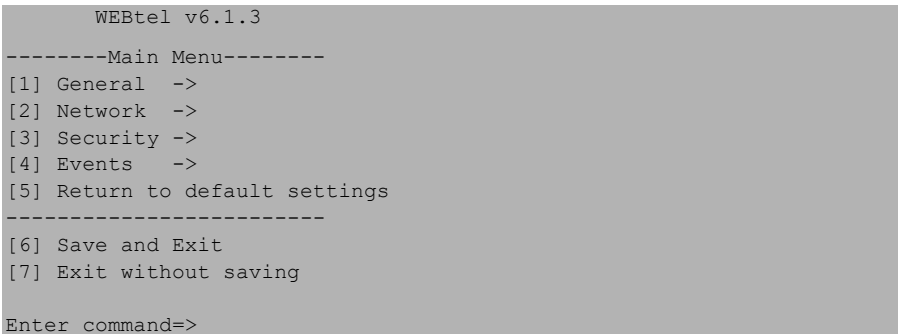 WEBtel v6.1.3
--------Main Menu--------
[1] General  ->
[2] Network  ->
[3] Security ->
[4] Events   ->
[5] Return to default settings
-------------------------
[6] Save and Exit
[7] Exit without saving
Enter command=>